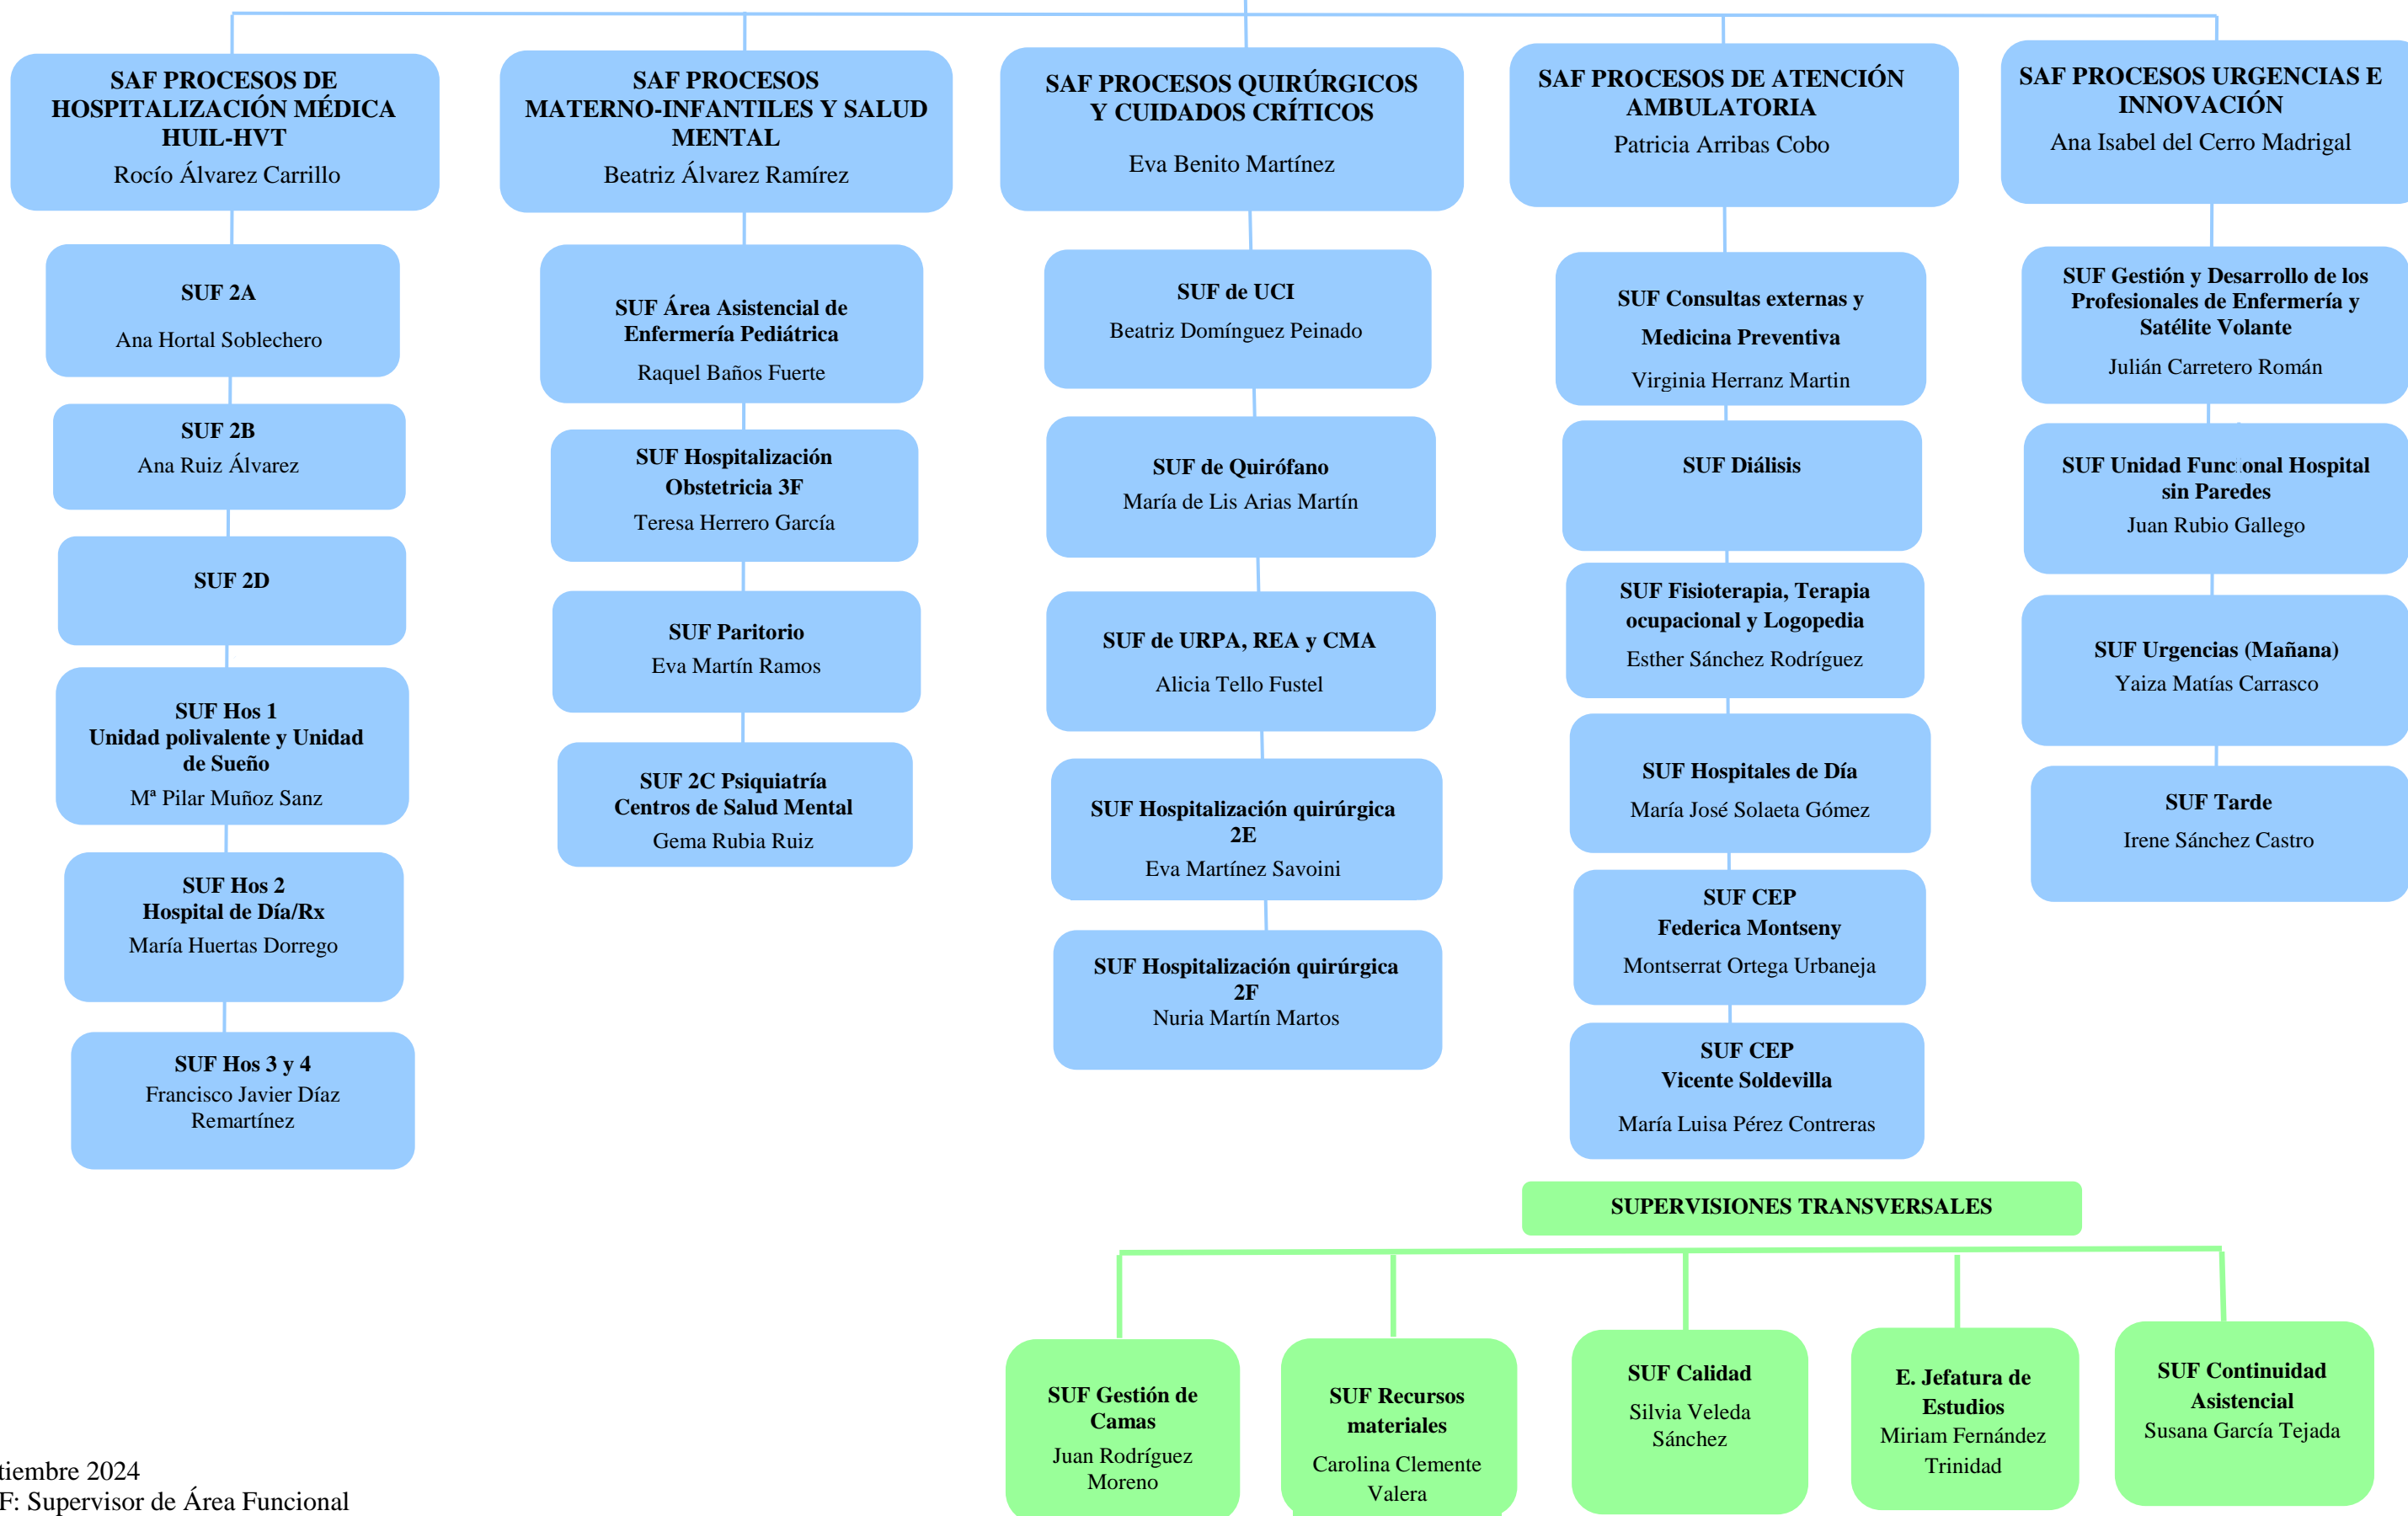 SAF PROCESOS DE
HOSPITALIZACIÓN MÉDICA
HUIL-HVT
Rocío Álvarez Carrillo
SUF 2A
Ana Hortal Soblechero
SUF 2B
Ana Ruiz Álvarez
SUF 2D
SUF Hos 1
Unidad polivalente y Unidad
de Sueño
Mª Pilar Muñoz Sanz
SUF Hos 2
Hospital de Día/Rx
María Huertas Dorrego
SUF Hos 3 y 4
Francisco Javier Díaz
Remartínez
SAF PROCESOS
MATERNO-INFANTILES Y SALUD
MENTAL
Beatriz Álvarez Ramírez
SUF Área Asistencial de
Enfermería Pediátrica
Raquel Baños Fuerte
SUF Hospitalización
Obstetricia 3F
Teresa Herrero García
SUF Paritorio
Eva Martín Ramos
SUF 2C Psiquiatría
Centros de Salud Mental
Gema Rubia Ruiz
SAF PROCESOS QUIRÚRGICOS
Y CUIDADOS CRÍTICOS
Eva Benito Martínez
SUF de UCI
Beatriz Domínguez Peinado
SUF de Quirófano
María de Lis Arias Martín
SUF de URPA, REA y CMA
Alicia Tello Fustel
SUF Hospitalización quirúrgica
2E
Eva Martínez Savoini
SUF Hospitalización quirúrgica
2F
Nuria Martín Martos
SAF PROCESOS DE ATENCIÓN
AMBULATORIA
Patricia Arribas Cobo
SUF Consultas externas y
Medicina Preventiva
Virginia Herranz Martin
SUF Diálisis
SUF Fisioterapia, Terapia
ocupacional y Logopedia
Esther Sánchez Rodríguez
SUF Hospitales de Día
María José Solaeta Gómez
SUF CEP
Federica Montseny
Montserrat Ortega Urbaneja
SUF CEP
Vicente Soldevilla
María Luisa Pérez Contreras
SAF PROCESOS URGENCIAS E
INNOVACIÓN
Ana Isabel del Cerro Madrigal
SUF Gestión y Desarrollo de los
Profesionales de Enfermería y
Satélite Volante
Julián Carretero Román
SUF Unidad Funcional Hospital
sin Paredes
Juan Rubio Gallego
SUF Urgencias (Mañana)
Yaiza Matías Carrasco
SUF Tarde
Irene Sánchez Castro
SUPERVISIONES TRANSVERSALES
SUF Gestión de
Camas
Juan Rodríguez
Moreno
SUF Recursos
materiales
Carolina Clemente
Valera
SUF Calidad
Silvia Veleda
Sánchez
E. Jefatura de
Estudios
Miriam Fernández
Trinidad
SUF Continuidad
Asistencial
Susana García Tejada
tiembre 2024
F: Supervisor de Área Funcional